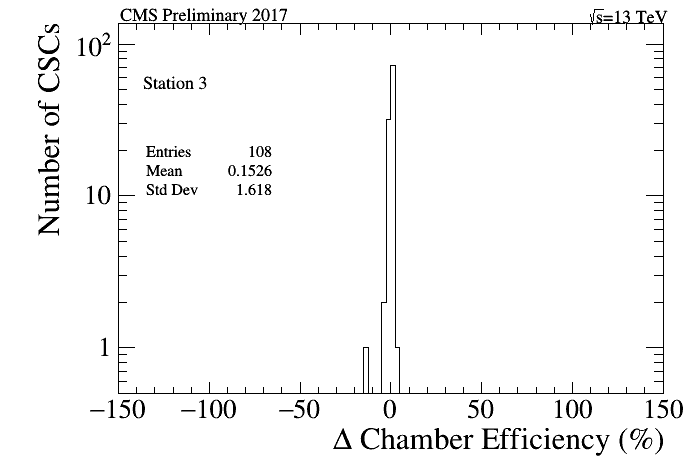 CMS Preliminary 2017
√s=13 TeV
Number of CSCs
10²
10
1
Station 3
Entries 108
Mean 0.1526
Std Dev 1.618
−150 −100 −50 0 50 100 150
Δ Chamber Efficiency (%)